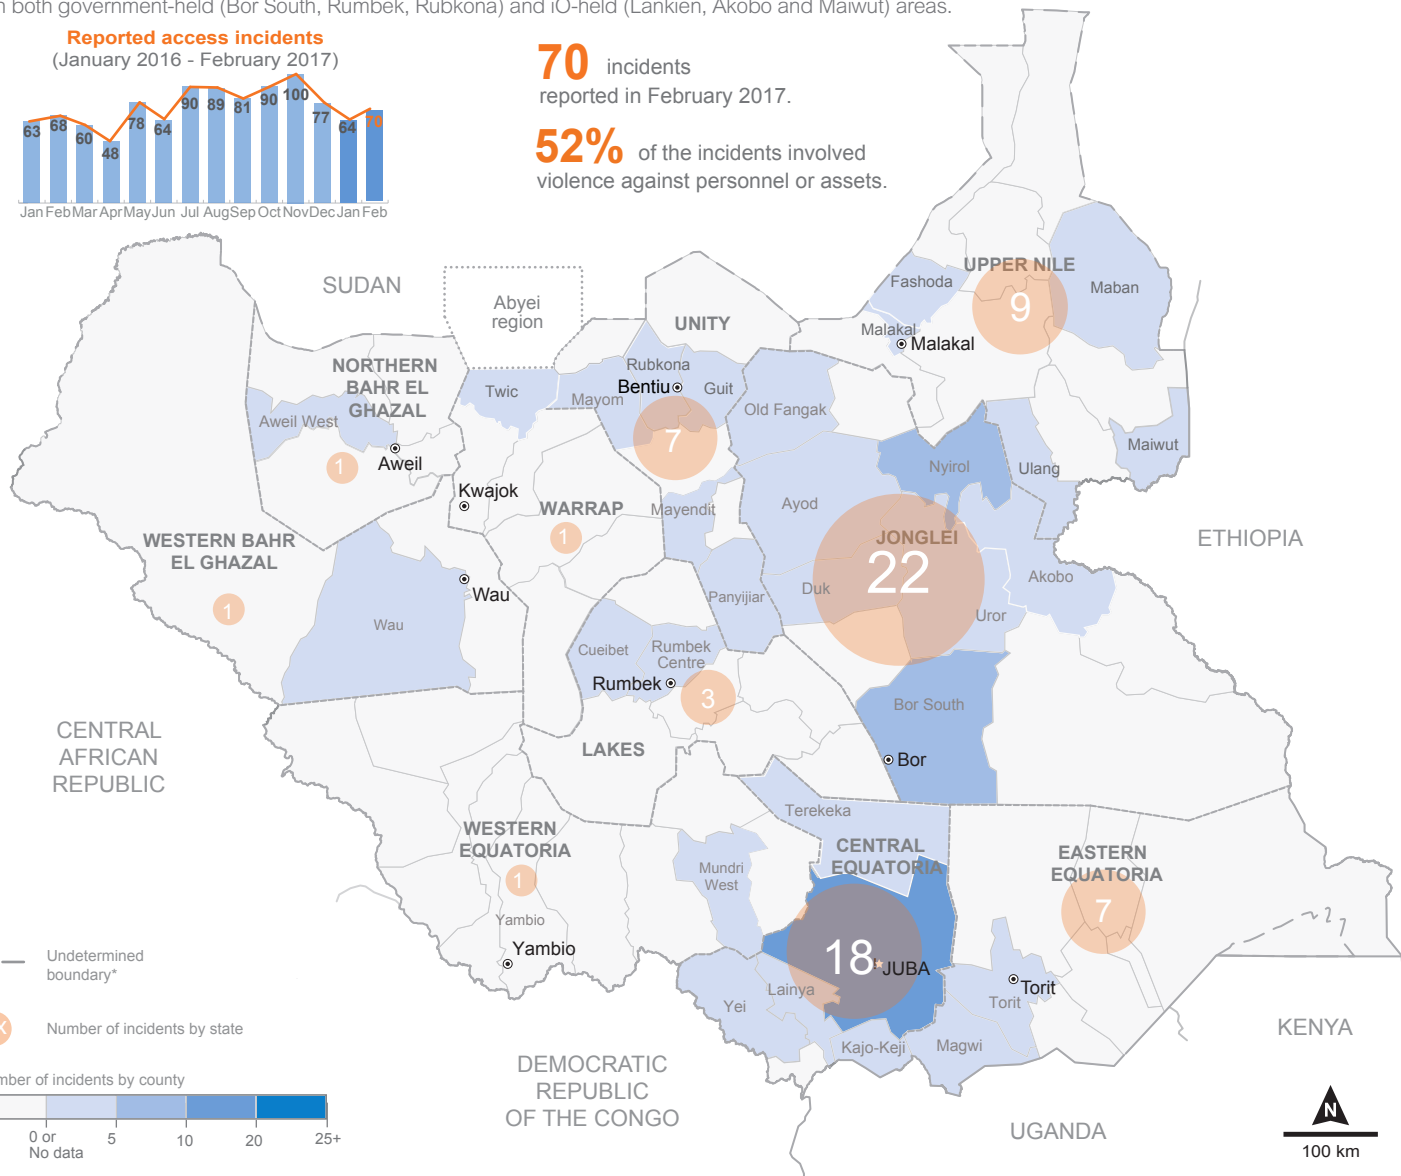 n both government-held (Bor South, Rumbek, Rubkona) and iO-held (Lankien, Akobo and Maiwut) areas.
Reported access incidents
(January 2016 - February 2017)
63 68 60 48 78 64 90 89 81 90 100 77 64 70
Jan Feb Mar Apr May Jun Jul Aug Sep Oct Nov Dec Jan Feb
70 incidents
reported in February 2017.
52% of the incidents involved
violence against personnel or assets.
SUDAN
Abyei
region
UNITY
UPPER NILE
9
Fashoda
Maban
Malakal
Malakal
NORTHERN
BAHR EL
GHAZAL
Aweil West
1
Aweil
Twic
Mayom
Rubkona
Bentiu
Guit
7
Old Fangak
Nyirol
Ulang
Maiwut
Kwajok
WARRAP
1
Mayendit
Ayod
JONGLEI
22
ETHIOPIA
WESTERN BAHR
EL GHAZAL
1
Wau
Wau
Panyijiar
Duk
Akobo
Uror
Cueibet
Rumbek
Centre
Rumbek
3
Bor South
Bor
LAKES
CENTRAL
AFRICAN
REPUBLIC
WESTERN
EQUATORIA
1
Yambio
Yambio
Mundri
West
Terekeka
CENTRAL
EQUATORIA
EASTERN
EQUATORIA
7
18
JUBA
Torit
Torit
Lainya
Yei
Kajo-Keji
Magwi
KENYA
UGANDA
DEMOCRATIC
REPUBLIC
OF THE CONGO
Undetermined
boundary*
X
Number of incidents by state
mber of incidents by county
0 or
No data
5 10 20 25+
N
100 km